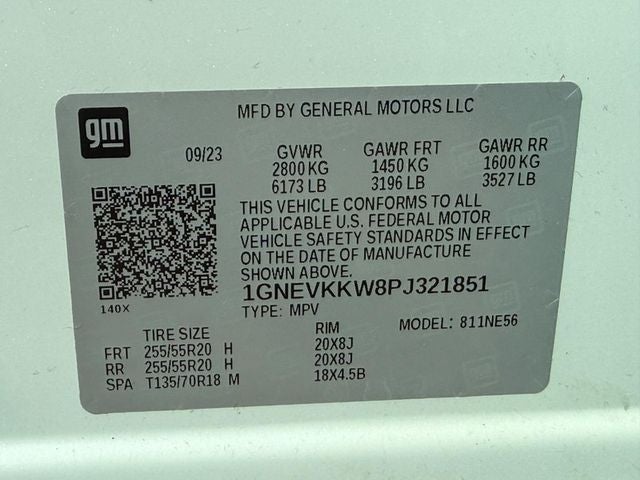 gm
MFD BY GENERAL MOTORS LLC
09/23 GVWR GAWR FRT GAWR RR
2800 KG 1450 KG 1600 KG
6173 LB 3196 LB 3527 LB
THIS VEHICLE CONFORMS TO ALL
APPLICABLE U.S. FEDERAL MOTOR
VEHICLE SAFETY STANDARDS IN EFFECT
ON THE DATE OF MANUFACTURE
SHOWN ABOVE.
1GNEVKKW8PJ321851
140X
TYPE: MPV MODEL: 811NE56
TIRE SIZE RIM
FRT 255/55R20 H 20X8J
RR 255/55R20 H 20X8J
SPA T135/70R18 M 18X4.5B